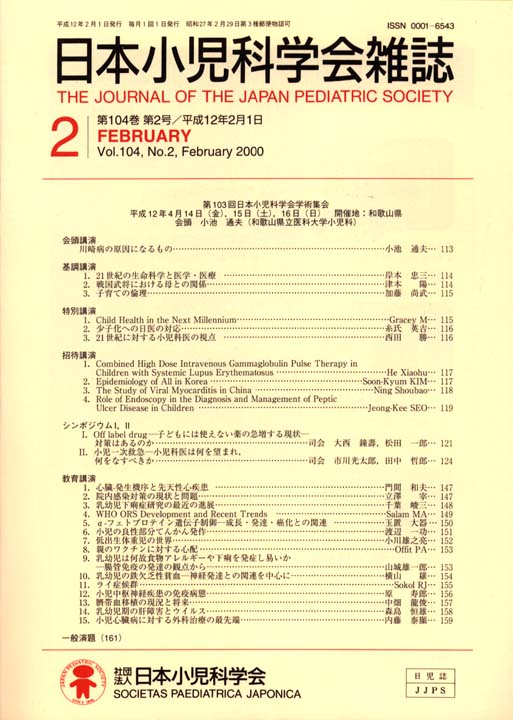 平成12年2月1日発行 毎月1回1日発行 昭和27年2月29日第3種郵便物認可
ISSN 0001-6543
日本小児科学会雑誌
THE JOURNAL OF THE JAPAN PEDIATRIC SOCIETY
2
第104巻 第2号／平成12年2月1日
FEBRUARY
Vol.104, No.2, February 2000
第103回日本小児科学会学術集会
平成12年4月14日（金），15日（土），16日（日） 開催地：和歌山県
会頭 小池 通夫（和歌山県立医科大学小児科）
会頭講演
川崎病の原因になるもの…小池 通夫… 113
基調講演
1. 21世紀の生命科学と医学・医療…岸本 忠三… 114
2. 戦国武将における母との関係…津本 陽… 114
3. 子育ての倫理…加藤 尚武… 115
特別講演
1. Child Health in the Next Millennium…Gracey M… 115
2. 少子化への日医の対応…糸氏 英吉… 116
3. 21世紀に対する小児科医の視点…西田 勝… 116
招待講演
1. Combined High Dose Intravenous Gammaglobulin Pulse Therapy in
Children with Systemic Lupus Erythematosus…He Xiaohu… 117
2. Epidemiology of All in Korea…Soon-Kyum KIM… 117
3. The Study of Viral Myocarditis in China…Ning Shoubao… 118
4. Role of Endoscopy in the Diagnosis and Management of Peptic
Ulcer Disease in Children…Jeong-Kee SEO… 119
シンポジウムI, II
I. Off label drug―子どもには使えない薬の急増する現状―
対策はあるのか…司会 大西 鐘壽，松田 一郎… 121
II. 小児一次救急―小児科医は何を望まれ，
何をなすべきか…司会 市川光太郎，田中 哲郎… 124
教育講演
1. 心臓-発生機序と先天性心疾患…門間 和夫… 147
2. 院内感染対策の現状と問題…立澤 宰… 147
3. 乳幼児下痢症研究の最近の進展…千葉 峻三… 148
4. WHO ORS Development and Recent Trends…Salam MA… 149
5. α-フェトプロテイン遺伝子制御―成長・発達・癌化との関連…玉置 大器… 150
6. 小児の良性部分てんかん発作…渡辺 一功… 151
7. 低出生体重児の世界…小川雄之亮… 152
8. 親のワクチンに対する心配…Offit PA… 153
9. 乳幼児は何故食物アレルギーや下痢を発症し易いか
―腸管免疫の発達の観点から―…山城雄一郎… 153
10. 乳幼児の鉄欠乏性貧血―神経発達との関連を中心に―…横山 雄… 154
11. ライ症候群…Sokol RJ… 155
12. 小児中枢神経疾患の免疫病態…原 寿郎… 156
13. 臍帯血移植の現況と将来…中畑 龍俊… 157
14. 乳幼児期の肝障害とウイルス…森島 恒雄… 158
15. 小児心臓病に対する外科治療の最先端…内藤 泰顯… 159
一般演題（161）
JAPAN PEDIATRIC SOCIETY
社団法人 日本小児科学会
SOCIETAS PAEDIATRICA JAPONICA
日児誌
JJPS